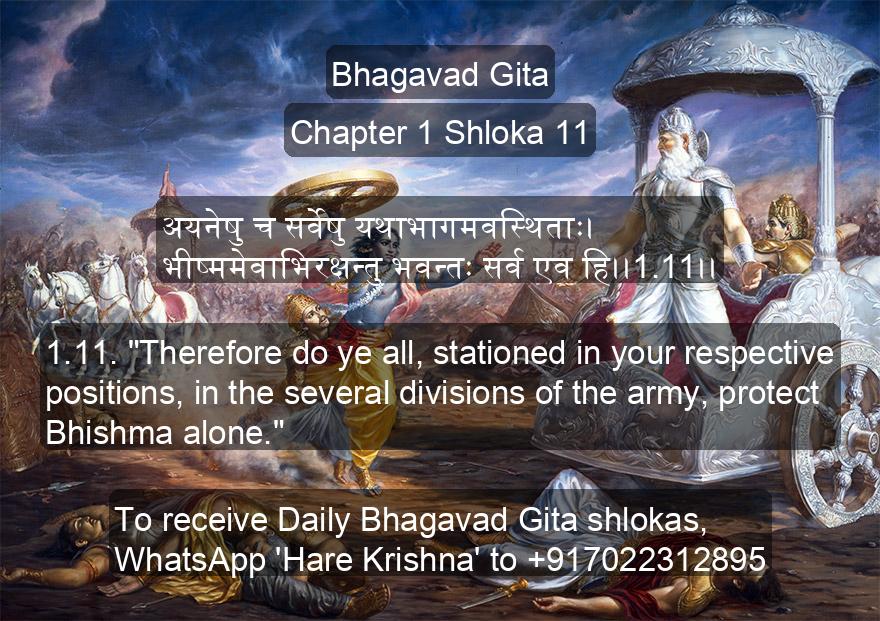 Bhagavad Gita
Chapter 1 Shloka 11
अयनेषु च सर्वेषु यथाभागमवस्थिताः।
भीष्ममेवाभिरक्षन्तु भवन्तः सर्व एव हि।।1.11।।
1.11. "Therefore do ye all, stationed in your respective
positions, in the several divisions of the army, protect
Bhishma alone."
To receive Daily Bhagavad Gita shlokas,
WhatsApp 'Hare Krishna' to +917022312895